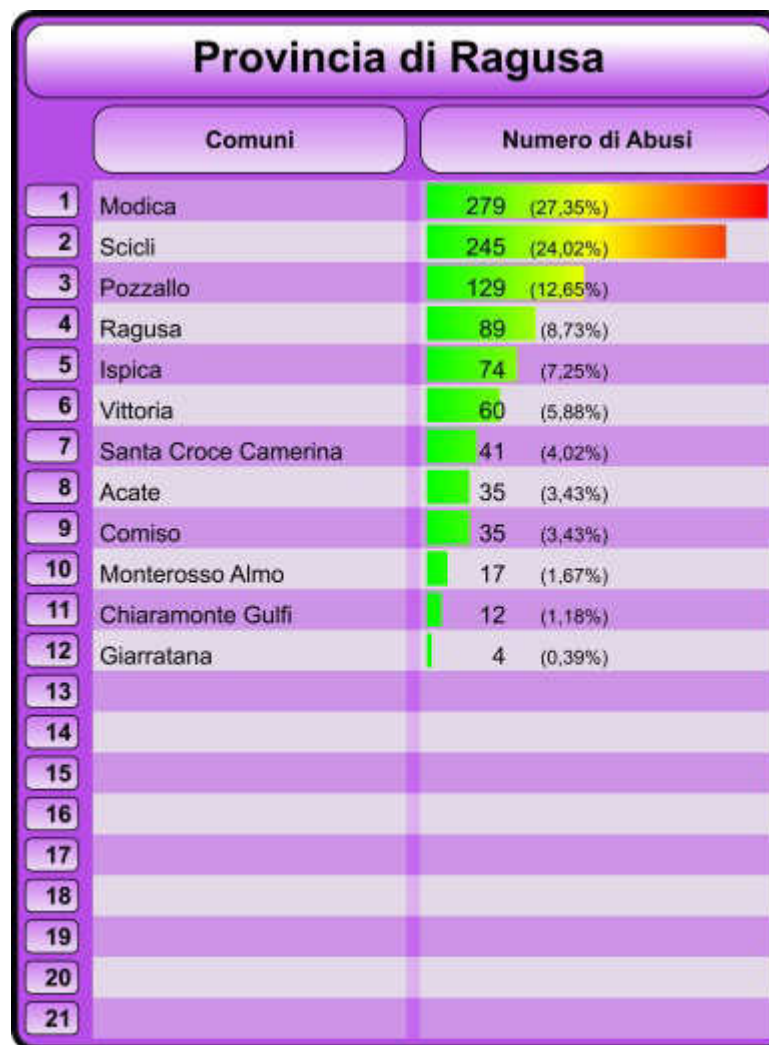 Provincia di Ragusa
Comuni Numero di Abusi
1 Modica 279 (27,35%)
2 Scicli 245 (24,02%)
3 Pozzallo 129 (12,65%)
4 Ragusa 89 (8,73%)
5 Ispica 74 (7,25%)
6 Vittoria 60 (5,88%)
7 Santa Croce Camerina 41 (4,02%)
8 Acate 35 (3,43%)
9 Comiso 35 (3,43%)
10 Monterosso Almo 17 (1,67%)
11 Chiaramonte Gulfi 12 (1,18%)
12 Giarratana 4 (0,39%)
13
14
15
16
17
18
19
20
21